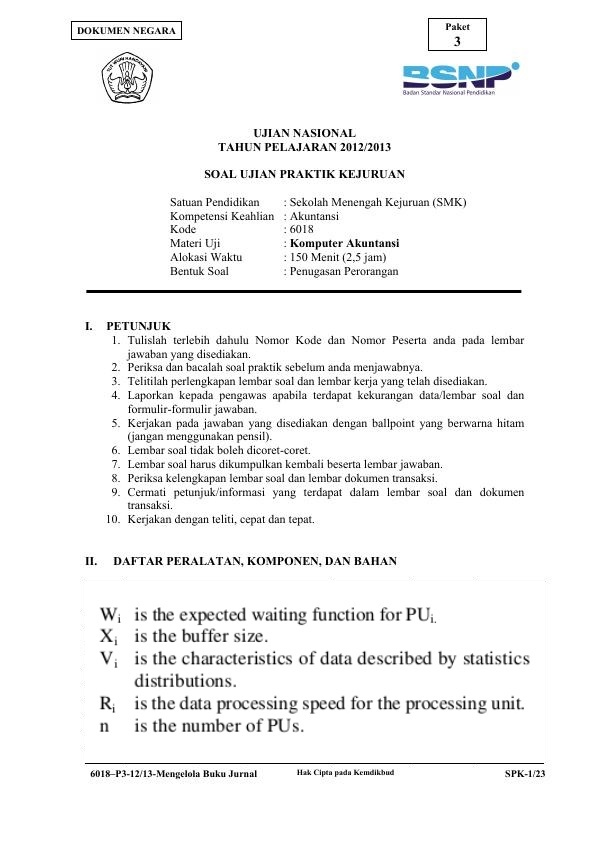 DOKUMEN NEGARA
Paket
3
TUT WURI HANDAYANI
BSNP
Badan Standar Nasional Pendidikan
UJIAN NASIONAL
TAHUN PELAJARAN 2012/2013
SOAL UJIAN PRAKTIK KEJURUAN
Satuan Pendidikan : Sekolah Menengah Kejuruan (SMK)
Kompetensi Keahlian : Akuntansi
Kode : 6018
Materi Uji : Komputer Akuntansi
Alokasi Waktu : 150 Menit (2,5 jam)
Bentuk Soal : Penugasan Perorangan
I. PETUNJUK
1. Tulislah terlebih dahulu Nomor Kode dan Nomor Peserta anda pada lembar
jawaban yang disediakan.
2. Periksa dan bacalah soal praktik sebelum anda menjawabnya.
3. Telitilah perlengkapan lembar soal dan lembar kerja yang telah disediakan.
4. Laporkan kepada pengawas apabila terdapat kekurangan data/lembar soal dan
formulir-formulir jawaban.
5. Kerjakan pada jawaban yang disediakan dengan ballpoint yang berwarna hitam
(jangan menggunakan pensil).
6. Lembar soal tidak boleh dicoret-coret.
7. Lembar soal harus dikumpulkan kembali beserta lembar jawaban.
8. Periksa kelengkapan lembar soal dan lembar dokumen transaksi.
9. Cermati petunjuk/informasi yang terdapat dalam lembar soal dan dokumen
transaksi.
10. Kerjakan dengan teliti, cepat dan tepat.
II. DAFTAR PERALATAN, KOMPONEN, DAN BAHAN
Wi is the expected waiting function for PUi.
Xi is the buffer size.
Vi is the characteristics of data described by statistics
distributions.
Ri is the data processing speed for the processing unit.
n is the number of PUs.
6018–P3-12/13-Mengelola Buku Jurnal Hak Cipta pada Kemdikbud SPK-1/23